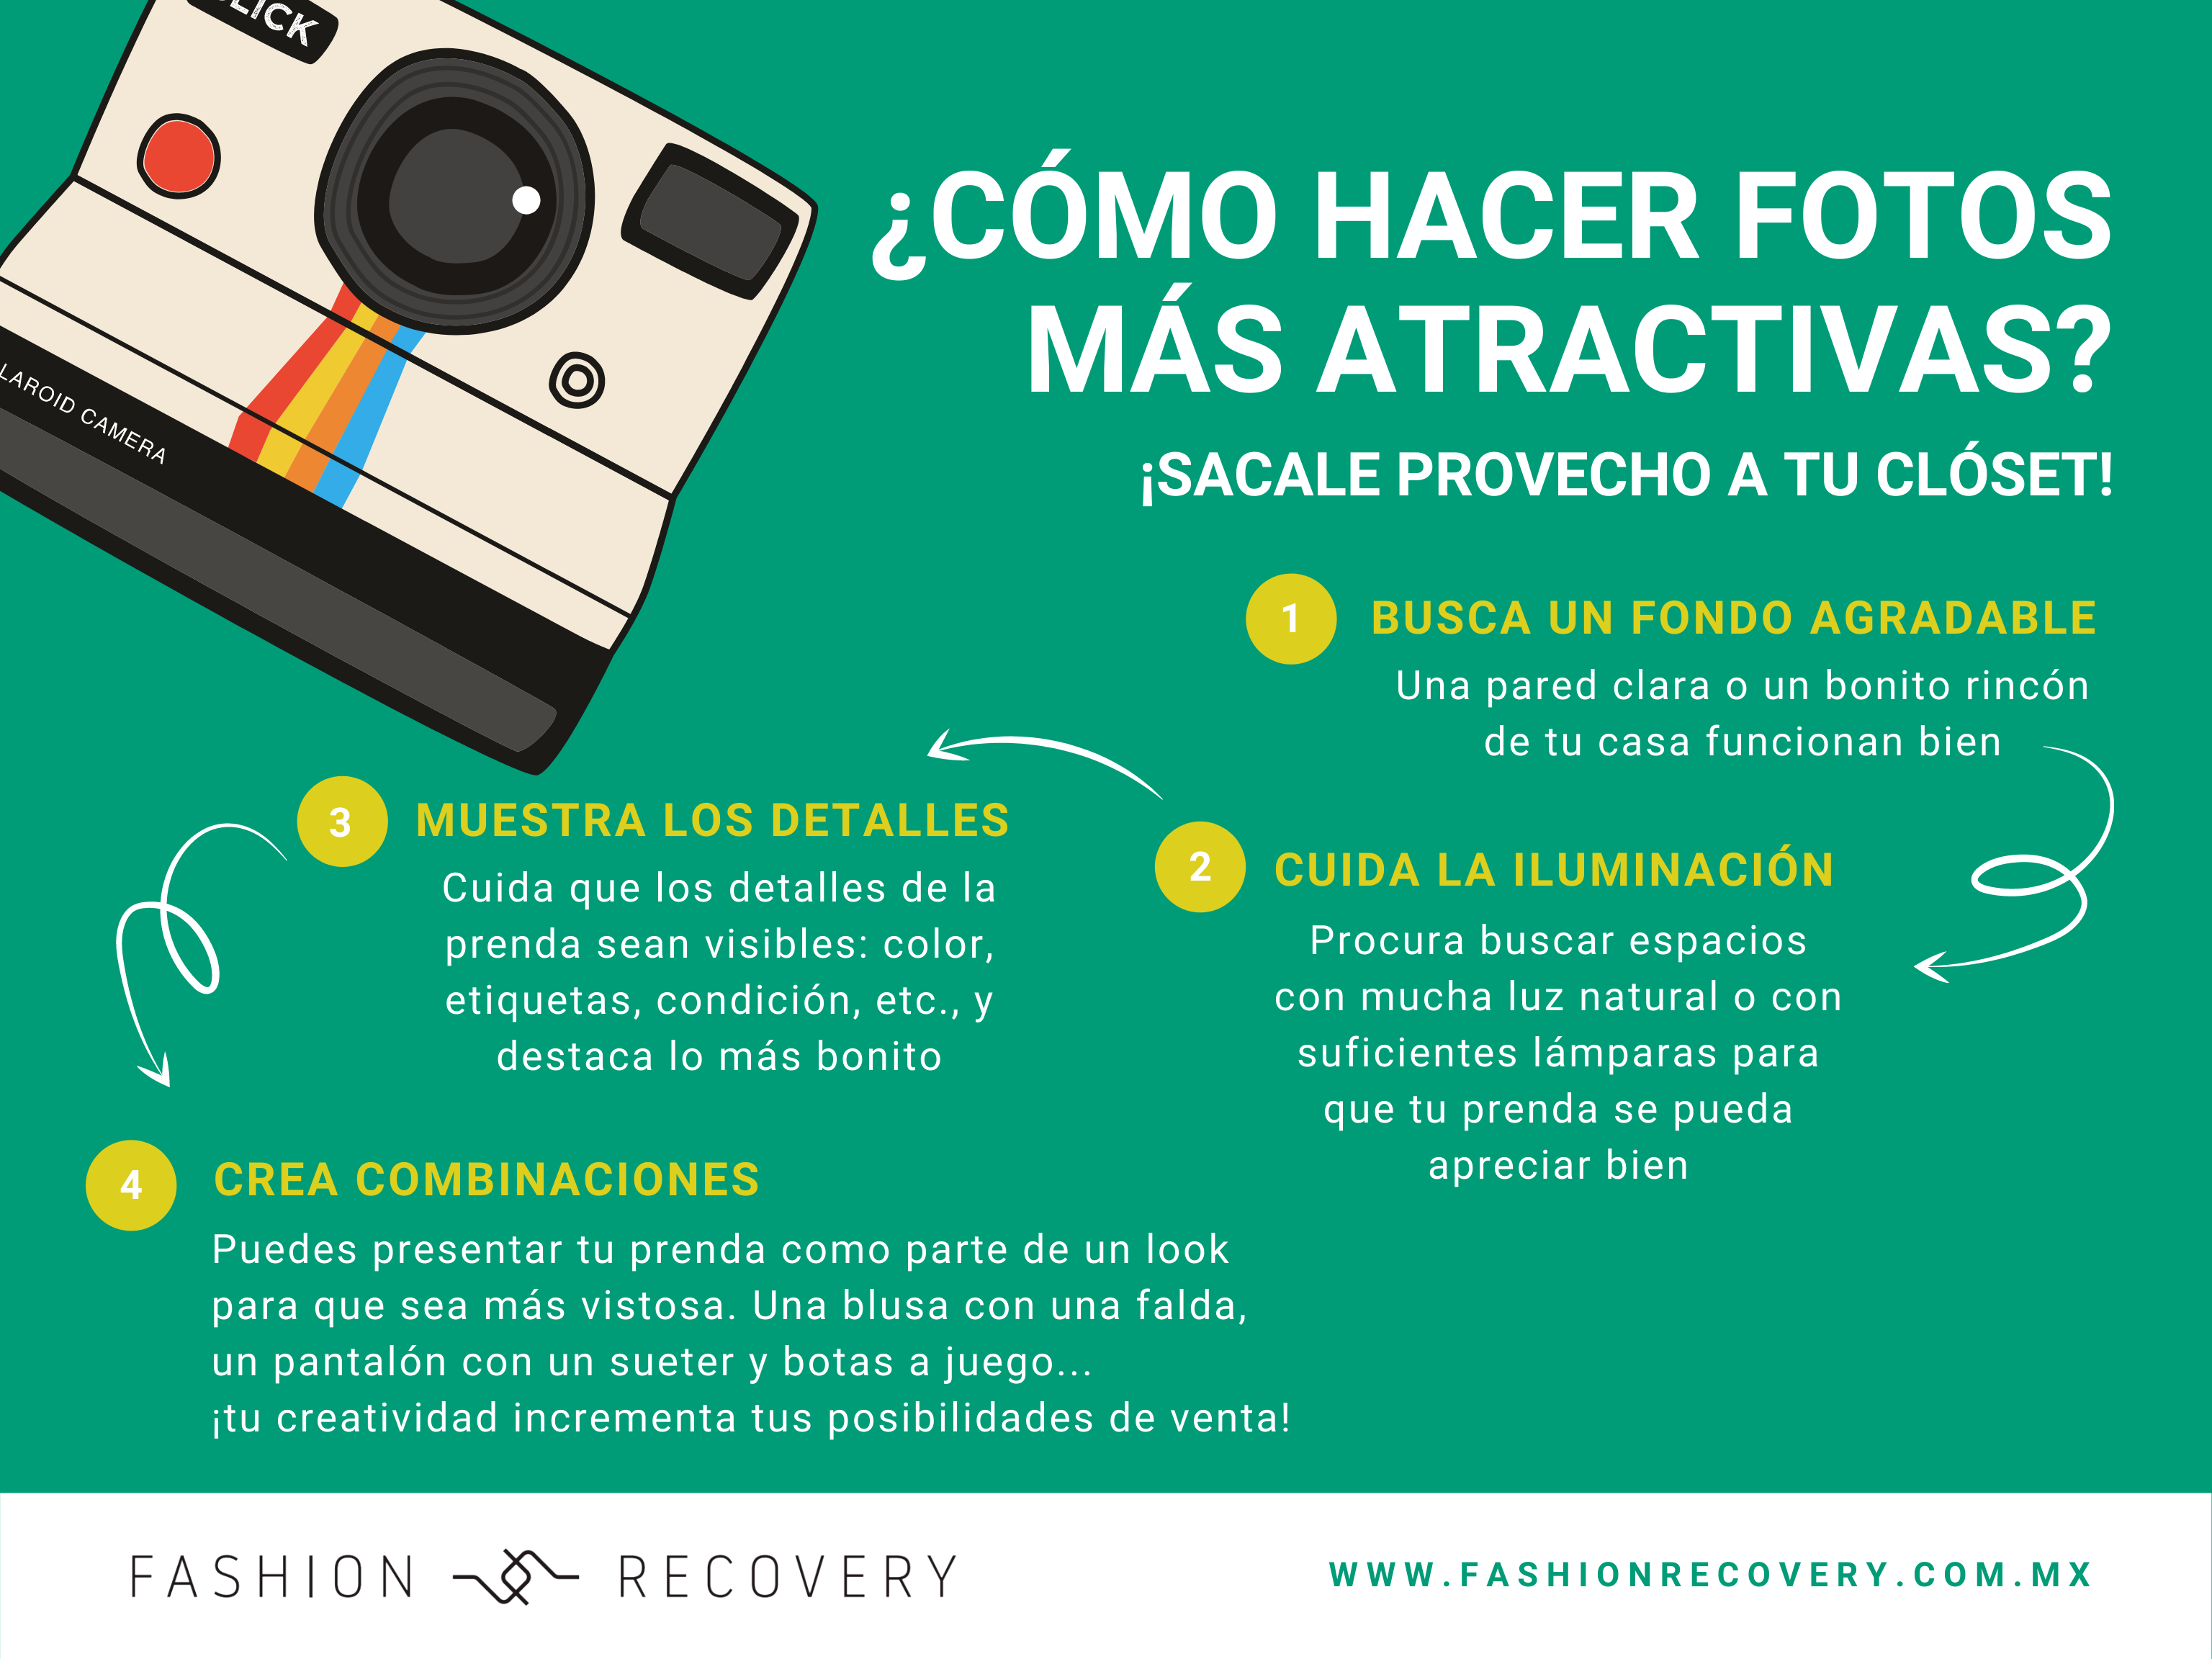 ¿CÓMO HACER FOTOS
MÁS ATRACTIVAS?
¡SACALE PROVECHO A TU CLÓSET!
1
BUSCA UN FONDO AGRADABLE
Una pared clara o un bonito rincón
de tu casa funcionan bien
2
CUIDA LA ILUMINACIÓN
Procura buscar espacios
con mucha luz natural o con
suficientes lámparas para
que tu prenda se pueda
apreciar bien
3
MUESTRA LOS DETALLES
Cuida que los detalles de la
prenda sean visibles: color,
etiquetas, condición, etc., y
destaca lo más bonito
4
CREA COMBINACIONES
Puedes presentar tu prenda como parte de un look
para que sea más vistosa. Una blusa con una falda,
un pantalón con un sueter y botas a juego...
¡tu creatividad incrementa tus posibilidades de venta!
CAMERA
FASHION RECOVERY
WWW.FASHIONRECOVERY.COM.MX